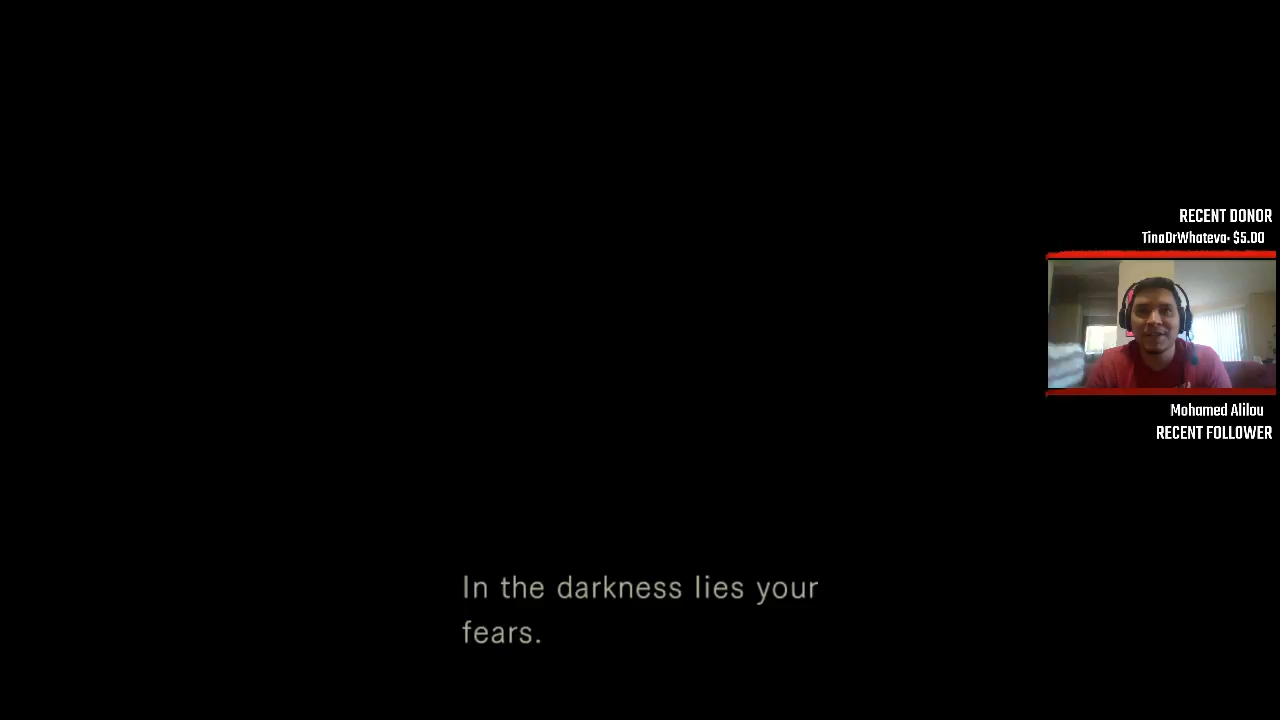 RECENT DONOR
TinaDrWhateva- $5.00
Mohamed Alilou
RECENT FOLLOWER
In the darkness lies your
fears.